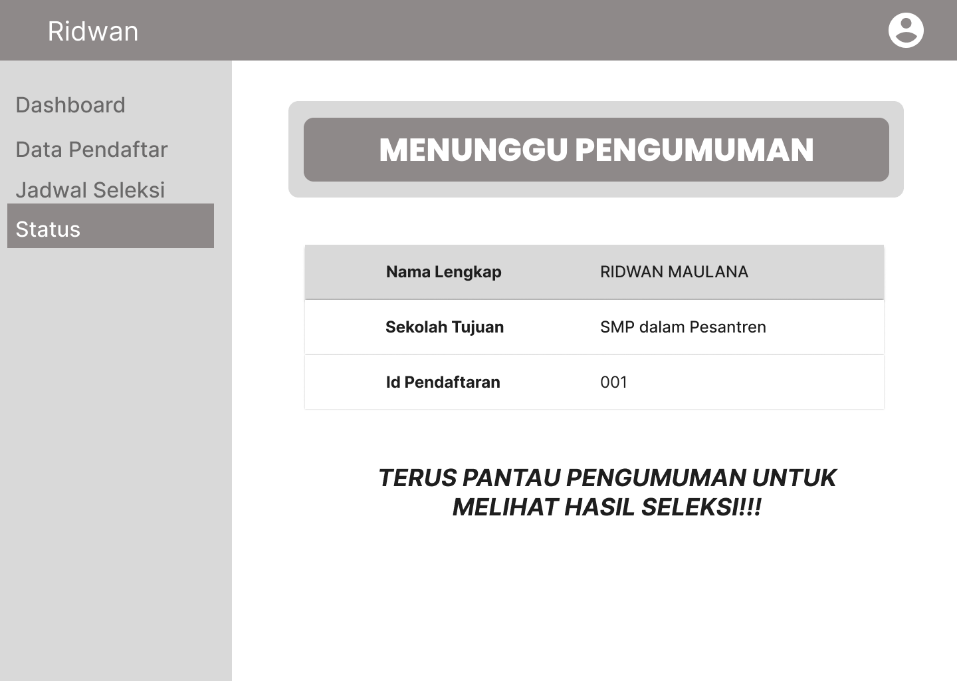 Ridwan
Dashboard
Data Pendaftar
Jadwal Seleksi
Status
MENUNGGU PENGUMUMAN
Nama Lengkap RIDWAN MAULANA
Sekolah Tujuan SMP dalam Pesantren
Id Pendaftaran 001
TERUS PANTAU PENGUMUMAN UNTUK
MELIHAT HASIL SELEKSI!!!